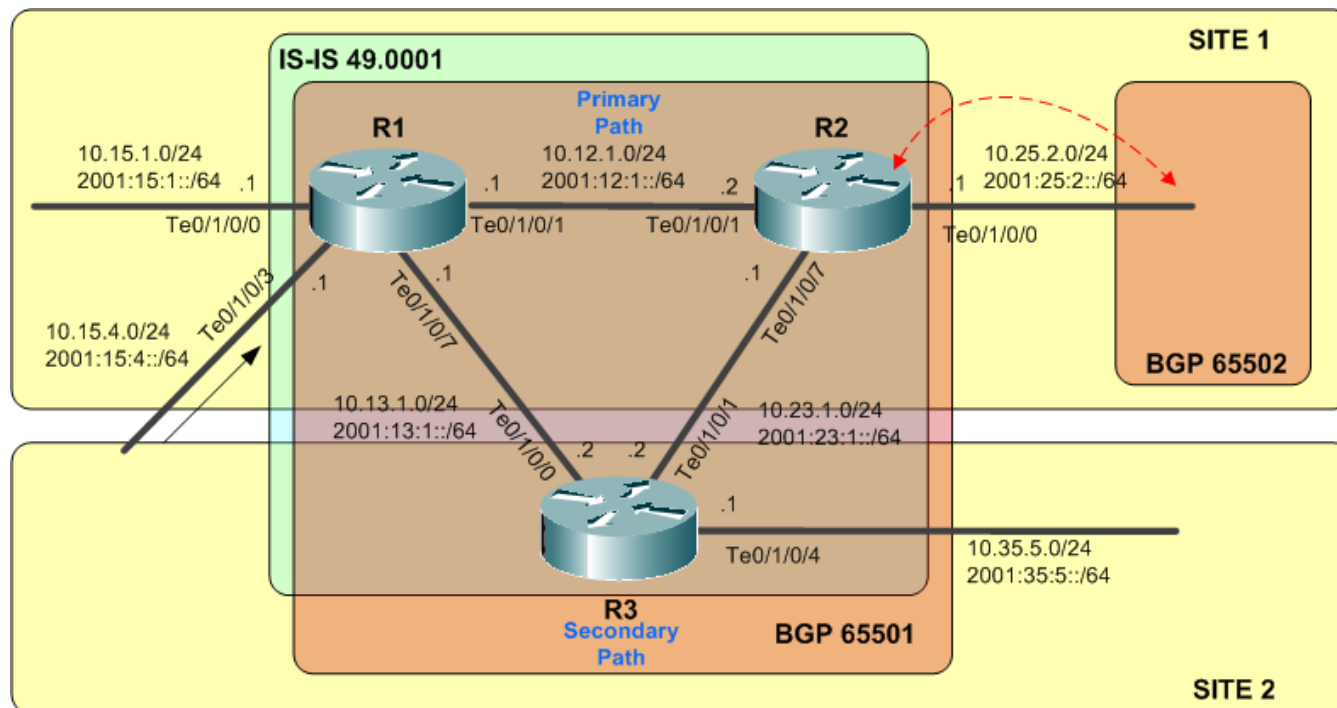 SITE 1
IS-IS 49.0001
Primary
Path
R1
R2
10.15.1.0/24
2001:15:1::/64
.1
Te0/1/0/0
10.12.1.0/24
2001:12:1::/64
.1
.2
Te0/1/0/1
Te0/1/0/1
10.25.2.0/24
2001:25:2::/64
.1
Te0/1/0/0
.1
Te0/1/0/3
.1
Te0/1/0/7
.1
Te0/1/0/7
10.15.4.0/24
2001:15:4::/64
BGP 65502
10.13.1.0/24
2001:13:1::/64
Te0/1/0/0
.2
.2
Te0/1/0/1
10.23.1.0/24
2001:23:1::/64
.1
Te0/1/0/4
10.35.5.0/24
2001:35:5::/64
R3
Secondary
Path
BGP 65501
SITE 2